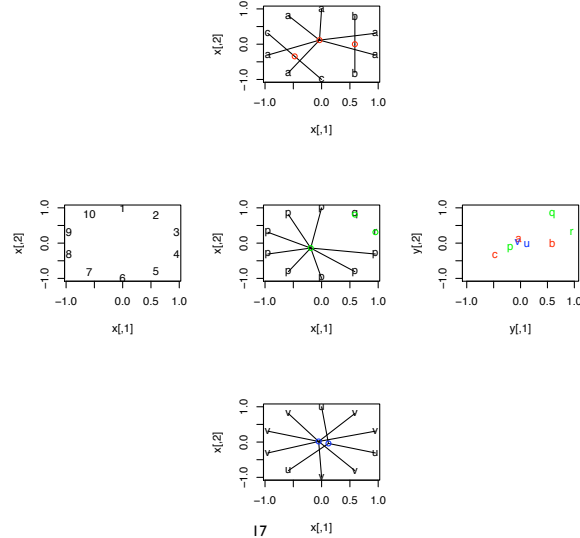 x[,2]
-1.0 0.0 1.0
a
a b
c a
a a
a b
c
-1.0 -0.5 0.0 0.5 1.0
x[,1]
x[,2]
-1.0 0.0 1.0
1
10 2
9 3
8 4
7 5
6
-1.0 0.0 0.5 1.0
x[,1]
x[,2]
-1.0 0.0 1.0
p
p q
p
p p
p p
p
-1.0 0.0 0.5 1.0
x[,1]
y[,2]
-1.0 0.0 1.0
q
r
a
p v u b
c
-1.0 0.0 0.5 1.0
y[,1]
x[,2]
-1.0 0.0 1.0
u
v v
v v
v u
u v
v
-1.0 0.0 0.5 1.0
x[,1]
17